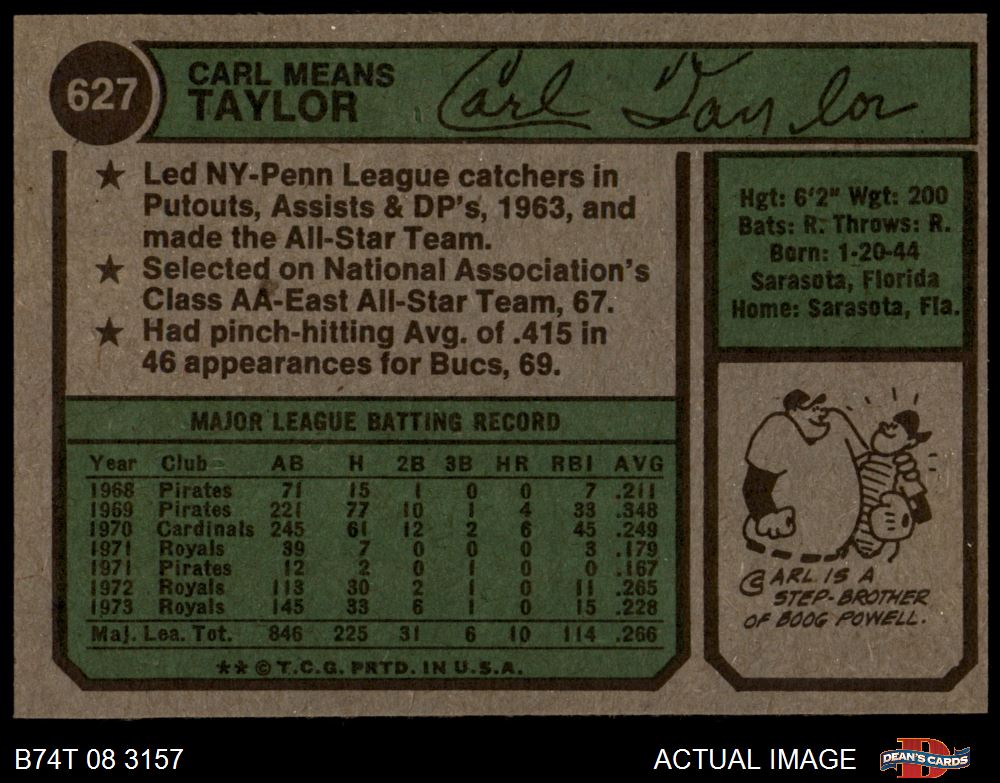 627
CARL MEANS
TAYLOR
Carl Taylor
★ Led NY-Penn League catchers in
Putouts, Assists & DP's, 1963, and
made the All-Star Team.
★ Selected on National Association's
Class AA-East All-Star Team, 67.
★ Had pinch-hitting Avg. of .415 in
46 appearances for Bucs, 69.
Hgt: 6'2" Wgt: 200
Bats: R. Throws: R.
Born: 1-20-44
Sarasota, Florida
Home: Sarasota, Fla.
MAJOR LEAGUE BATTING RECORD
Year Club AB H 2B 3B HR RBI AVG
1968 Pirates 71 15 1 0 0 7 .211
1969 Pirates 221 77 10 1 4 33 .348
1970 Cardinals 245 61 12 2 6 45 .249
1971 Royals 39 7 0 0 0 3 .179
1971 Pirates 12 2 0 1 0 0 .167
1972 Royals 113 30 2 1 0 11 .265
1973 Royals 145 33 6 1 0 15 .228
Maj. Lea. Tot. 846 225 31 6 10 114 .266
**©T.C.G. PRTD. IN U.S.A.
CARL IS A
STEP-BROTHER
OF BOOG POWELL.
B74T 08 3157
ACTUAL IMAGE
DEAN'S CARDS